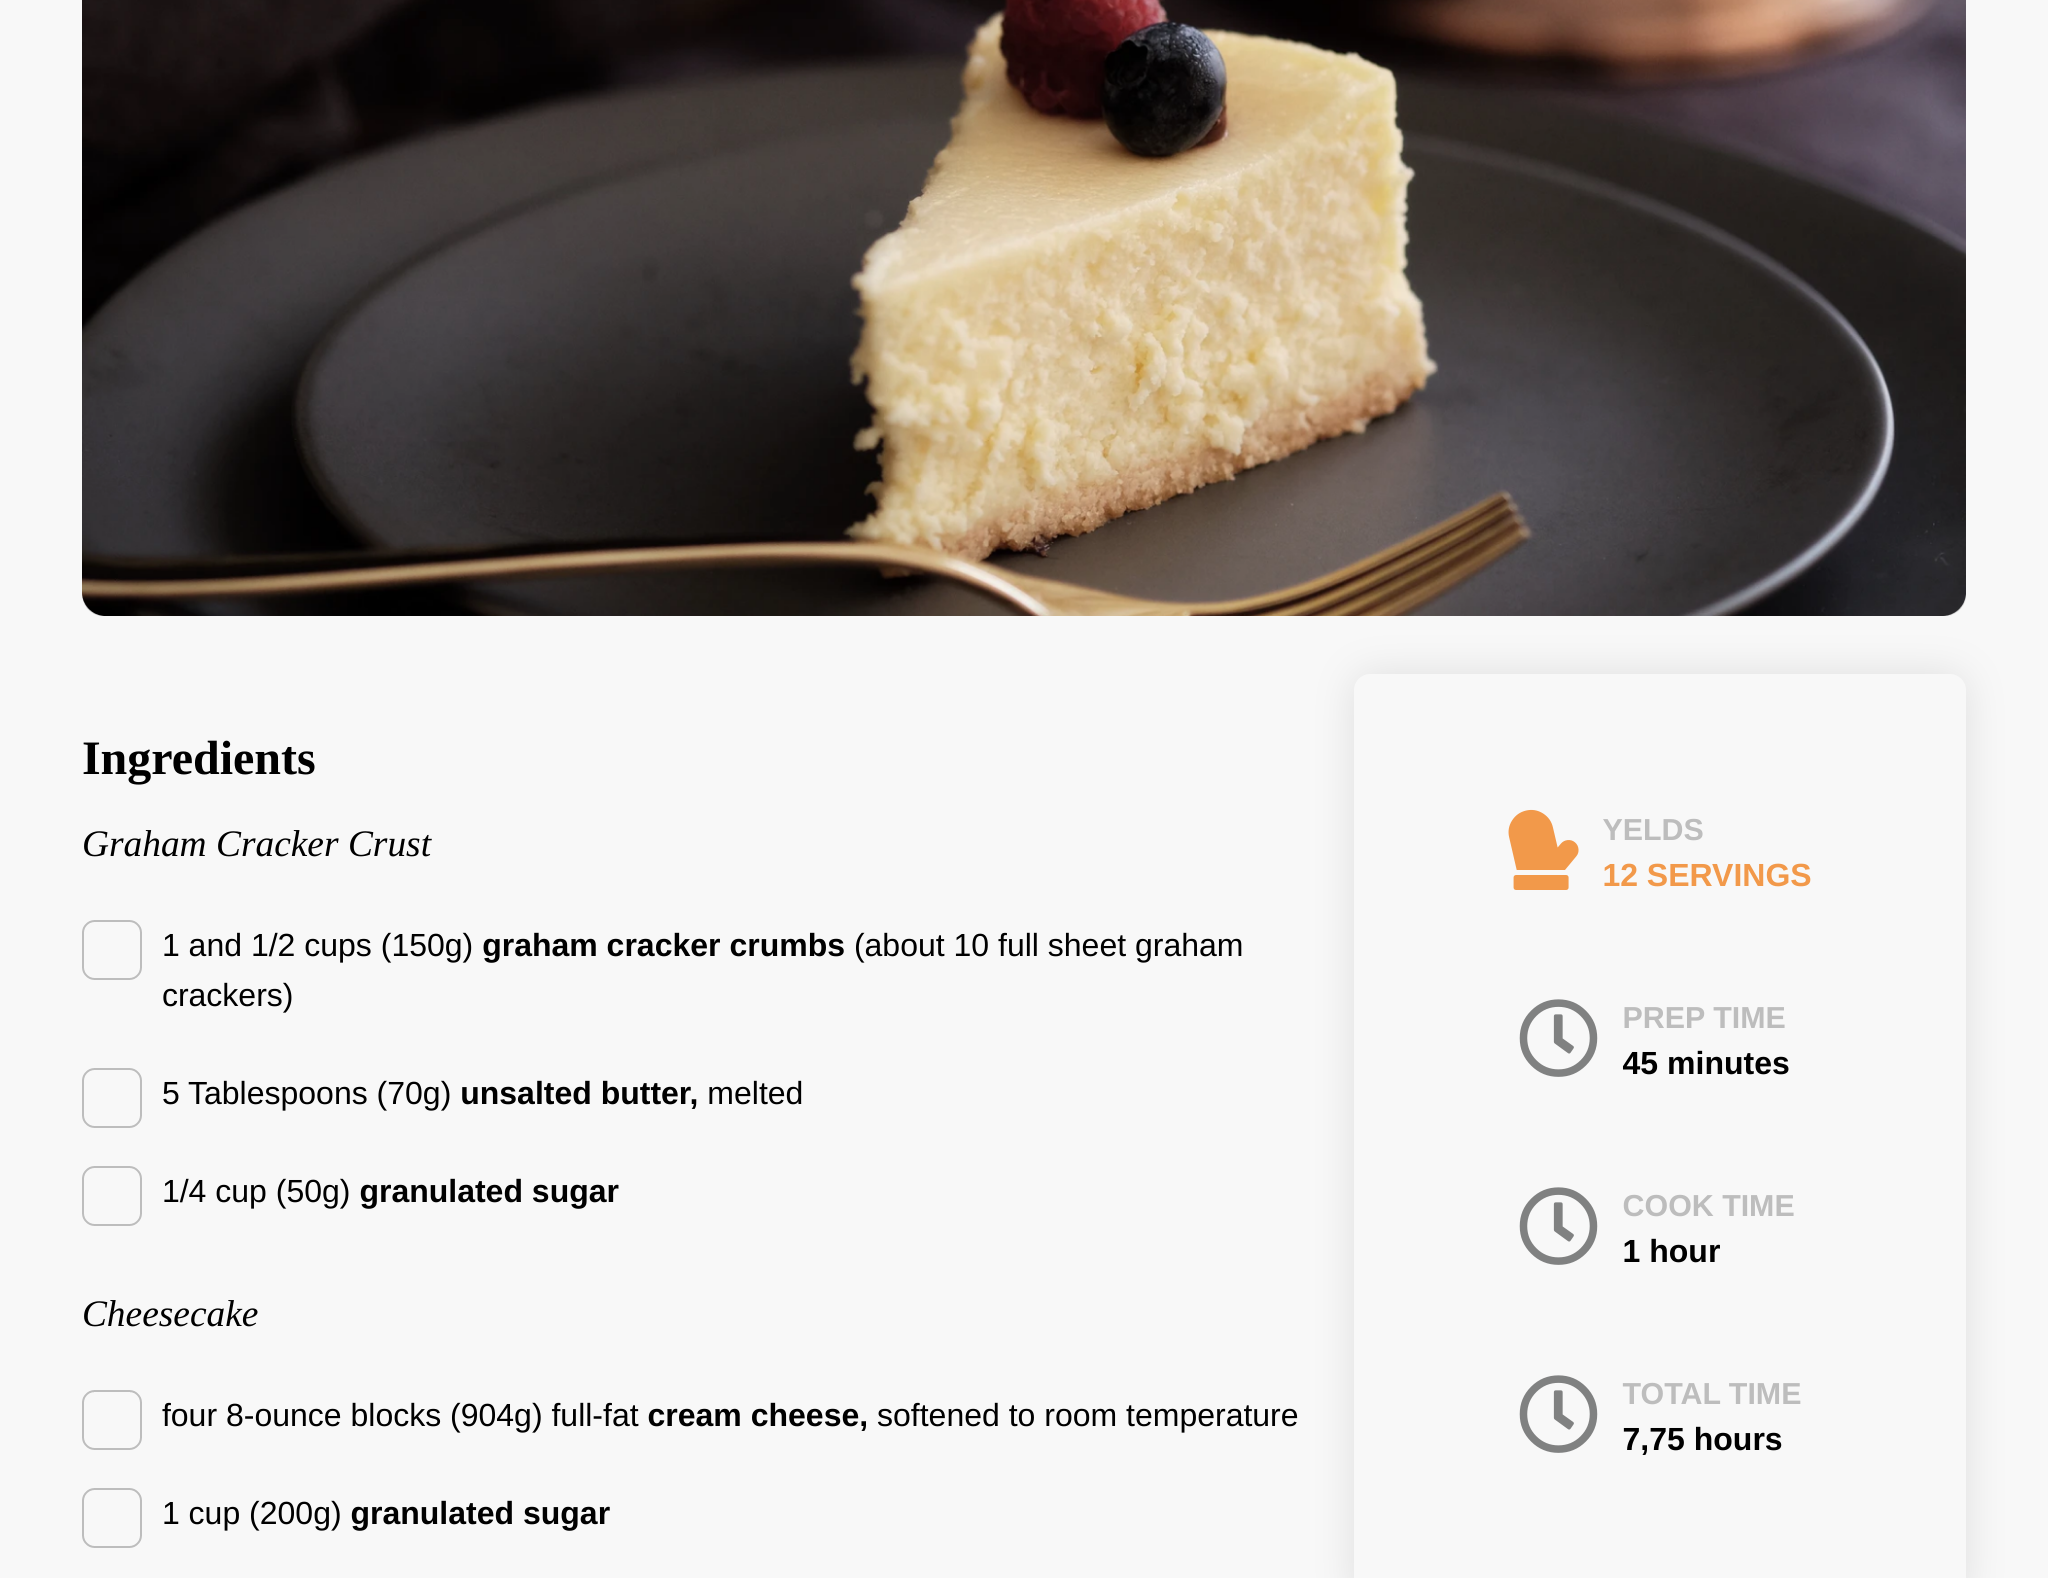 Ingredients
Graham Cracker Crust
1 and 1/2 cups (150g) graham cracker crumbs (about 10 full sheet graham
crackers)
5 Tablespoons (70g) unsalted butter, melted
1/4 cup (50g) granulated sugar
Cheesecake
four 8-ounce blocks (904g) full-fat cream cheese, softened to room temperature
1 cup (200g) granulated sugar
YELDS
12 SERVINGS
PREP TIME
45 minutes
COOK TIME
1 hour
TOTAL TIME
7,75 hours